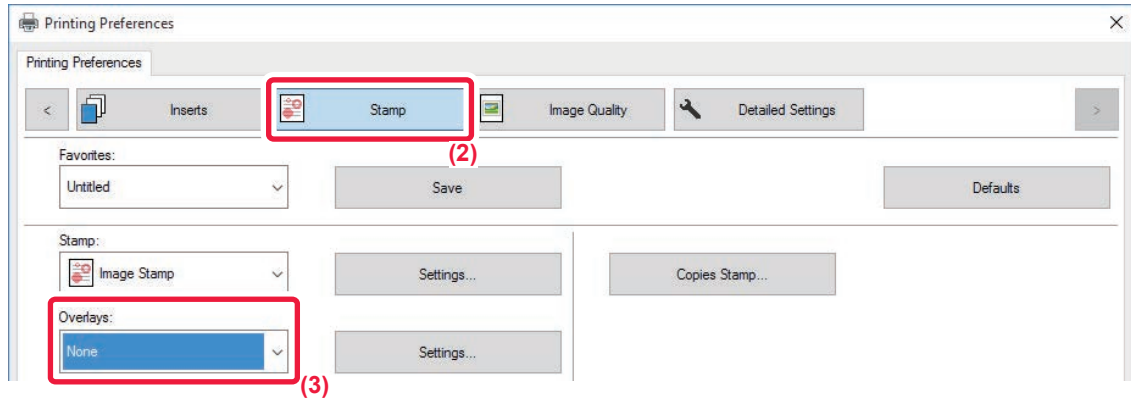 Printing Preferences
Printing Preferences
< Inserts Stamp Image Quality Detailed Settings >
(2)
Favorites:
Untitled Save Defaults
Stamp:
Image Stamp Settings... Copies Stamp...
Overlays:
None Settings...
(3)